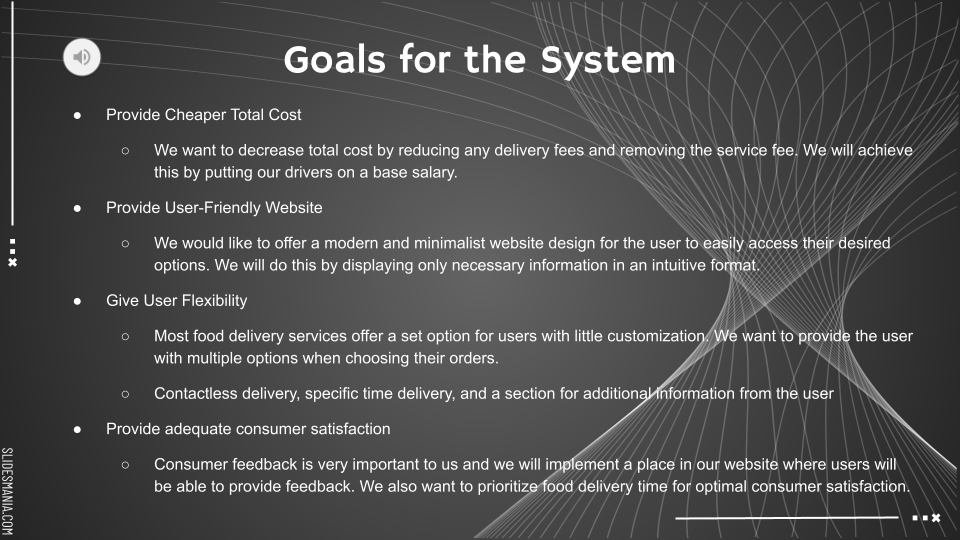 Goals for the System
● Provide Cheaper Total Cost
○ We want to decrease total cost by reducing any delivery fees and removing the service fee. We will achieve
this by putting our drivers on a base salary.
● Provide User-Friendly Website
○ We would like to offer a modern and minimalist website design for the user to easily access their desired
options. We will do this by displaying only necessary information in an intuitive format.
● Give User Flexibility
○ Most food delivery services offer a set option for users with little customization. We want to provide the user
with multiple options when choosing their orders.
○ Contactless delivery, specific time delivery, and a section for additional information from the user
● Provide adequate consumer satisfaction
○ Consumer feedback is very important to us and we will implement a place in our website where users will
be able to provide feedback. We also want to prioritize food delivery time for optimal consumer satisfaction.
SLIDESMANIA.COM